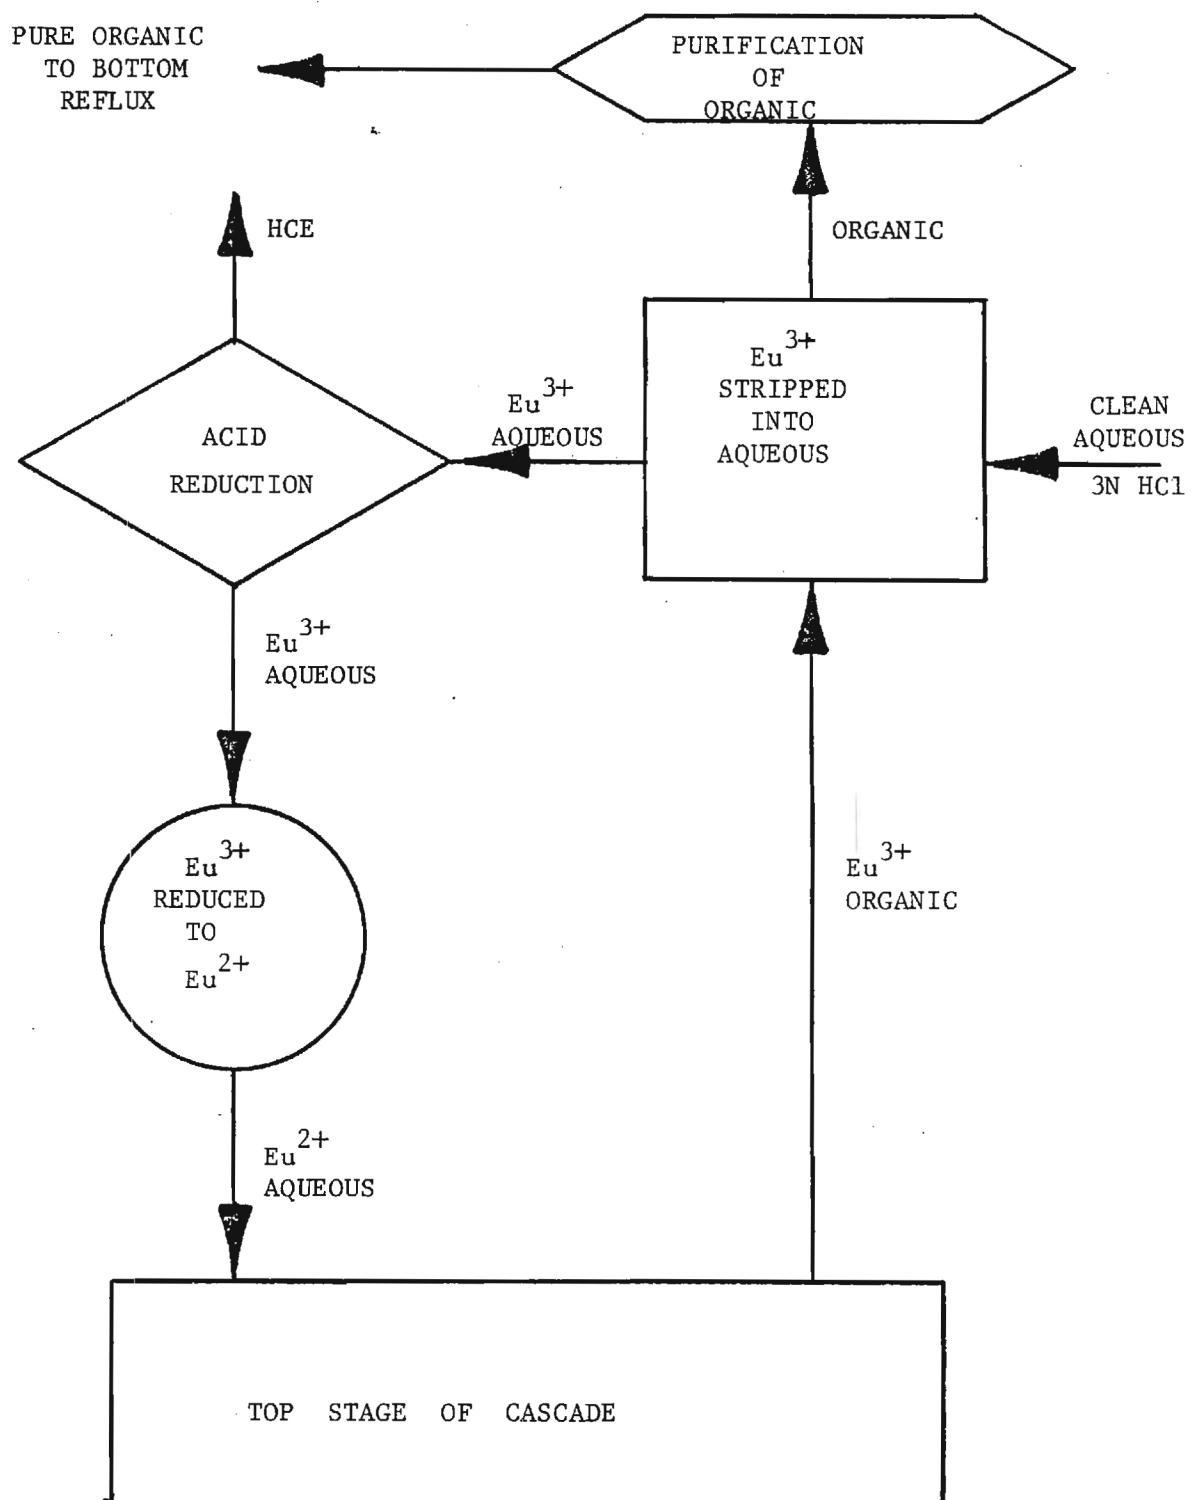 PURE ORGANIC
TO BOTTOM
REFLUX
PURIFICATION
OF
ORGANIC
HCE
ORGANIC
Eu3+
STRIPPED
INTO
AQUEOUS
Eu3+
AQUEOUS
CLEAN
AQUEOUS
3N HCl
ACID
REDUCTION
Eu3+
AQUEOUS
Eu3+
REDUCED
TO
Eu2+
Eu3+
ORGANIC
Eu2+
AQUEOUS
TOP STAGE OF CASCADE